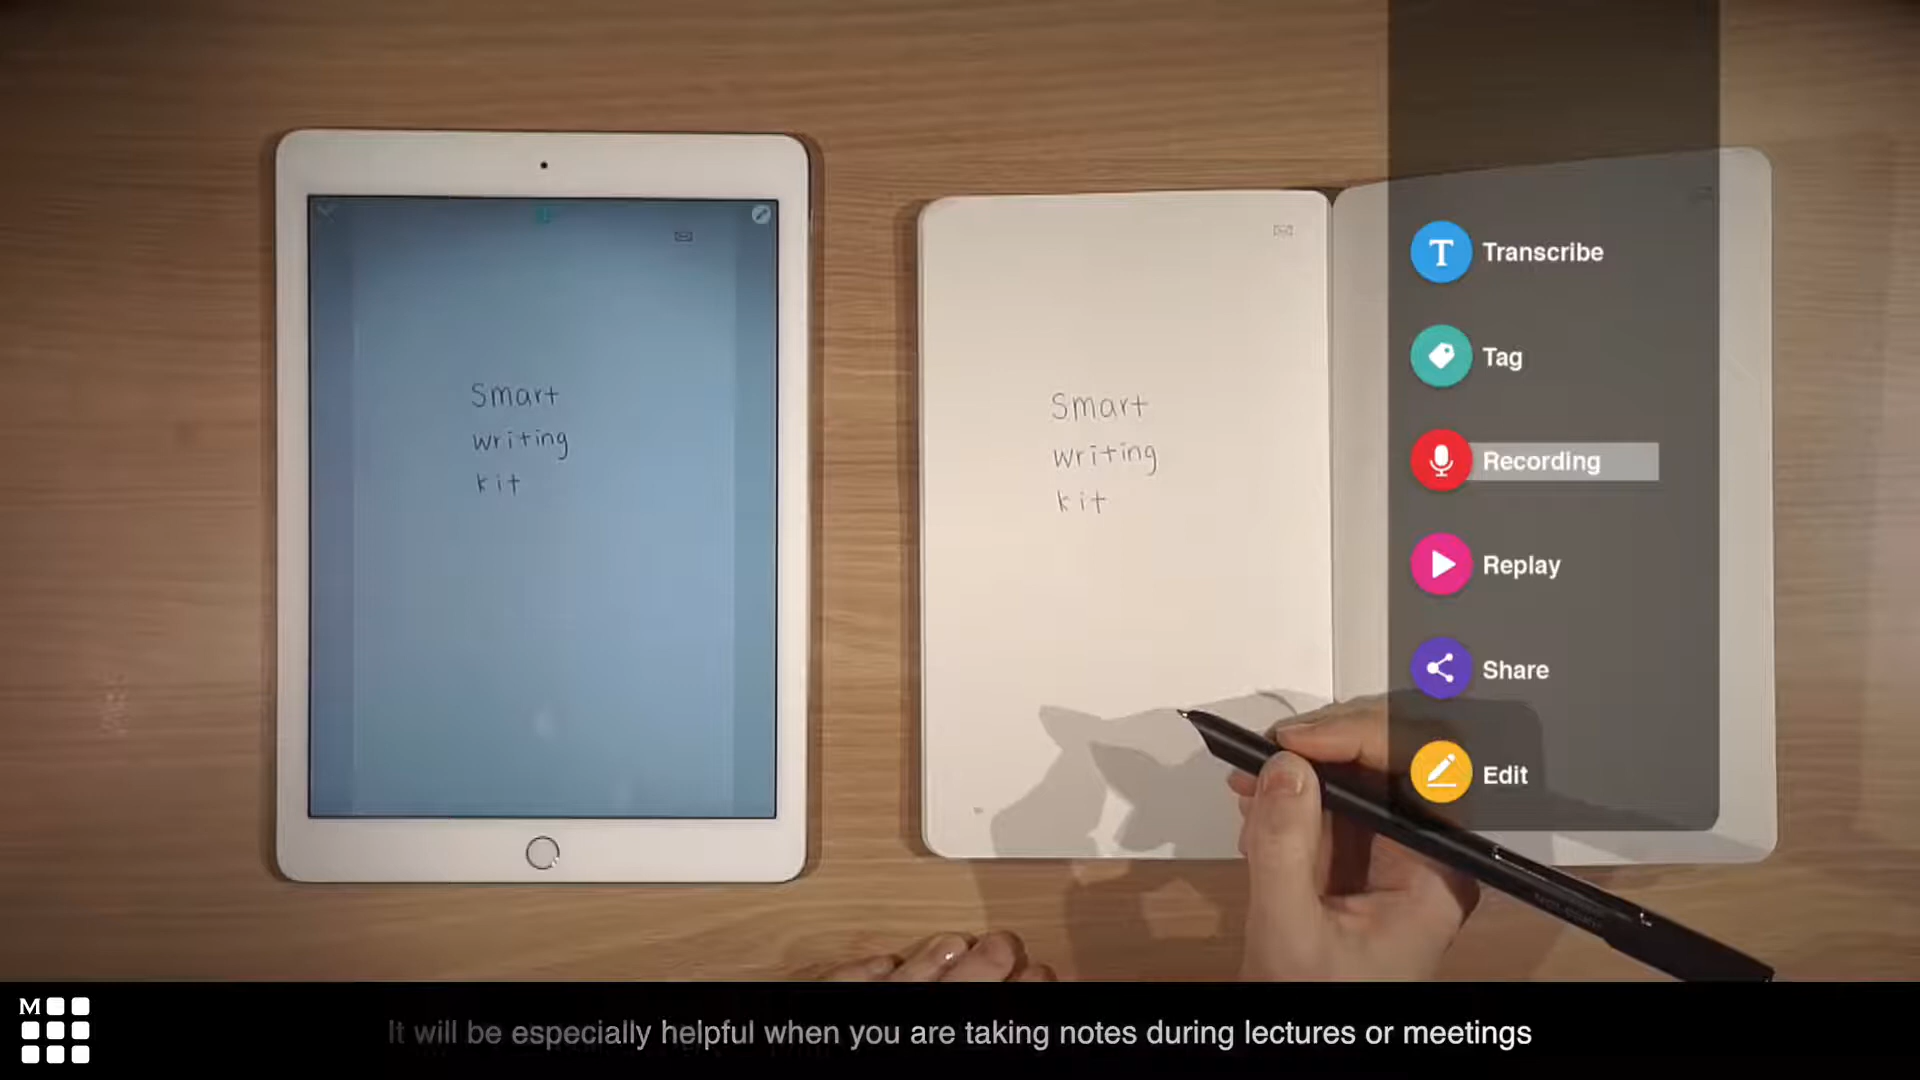 Smart
writing
kit
Smart
writing
kit
T Transcribe
Tag
Recording
Replay
Share
Edit
M
It will be especially helpful when you are taking notes during lectures or meetings